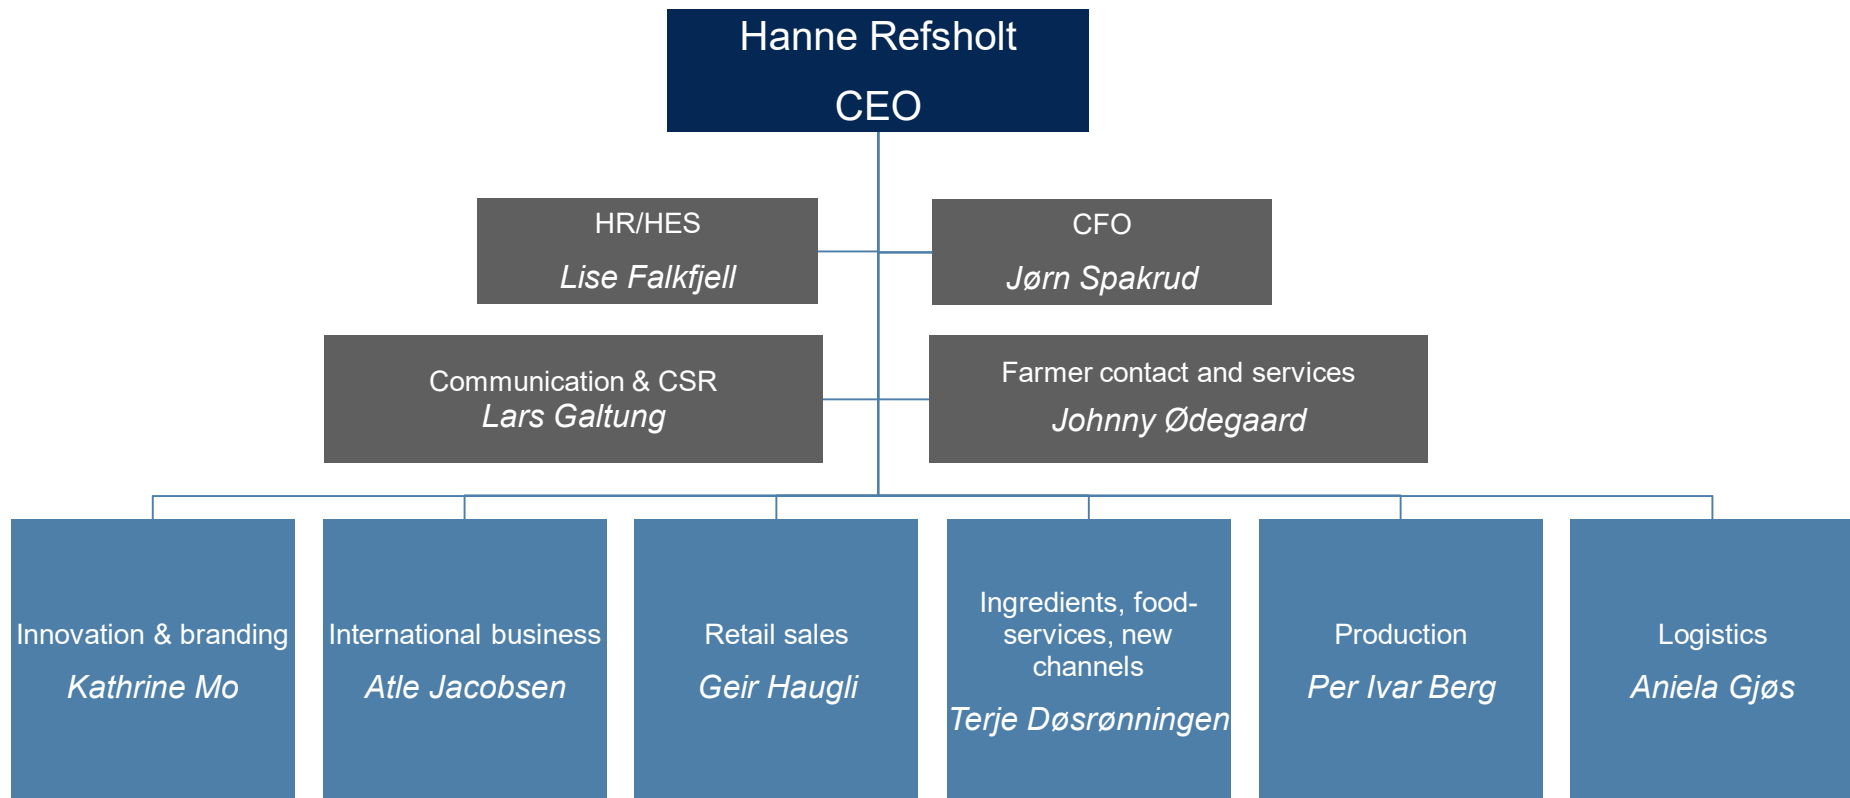 Hanne Refsholt
CEO
HR/HES
Lise Falkfjell
CFO
Jørn Spakrud
Communication & CSR
Lars Galtung
Farmer contact and services
Johnny Ødegaard
Innovation & branding
Kathrine Mo
International business
Atle Jacobsen
Retail sales
Geir Haugli
Ingredients, food-
services, new
channels
Terje Døsrønningen
Production
Per Ivar Berg
Logistics
Aniela Gjøs